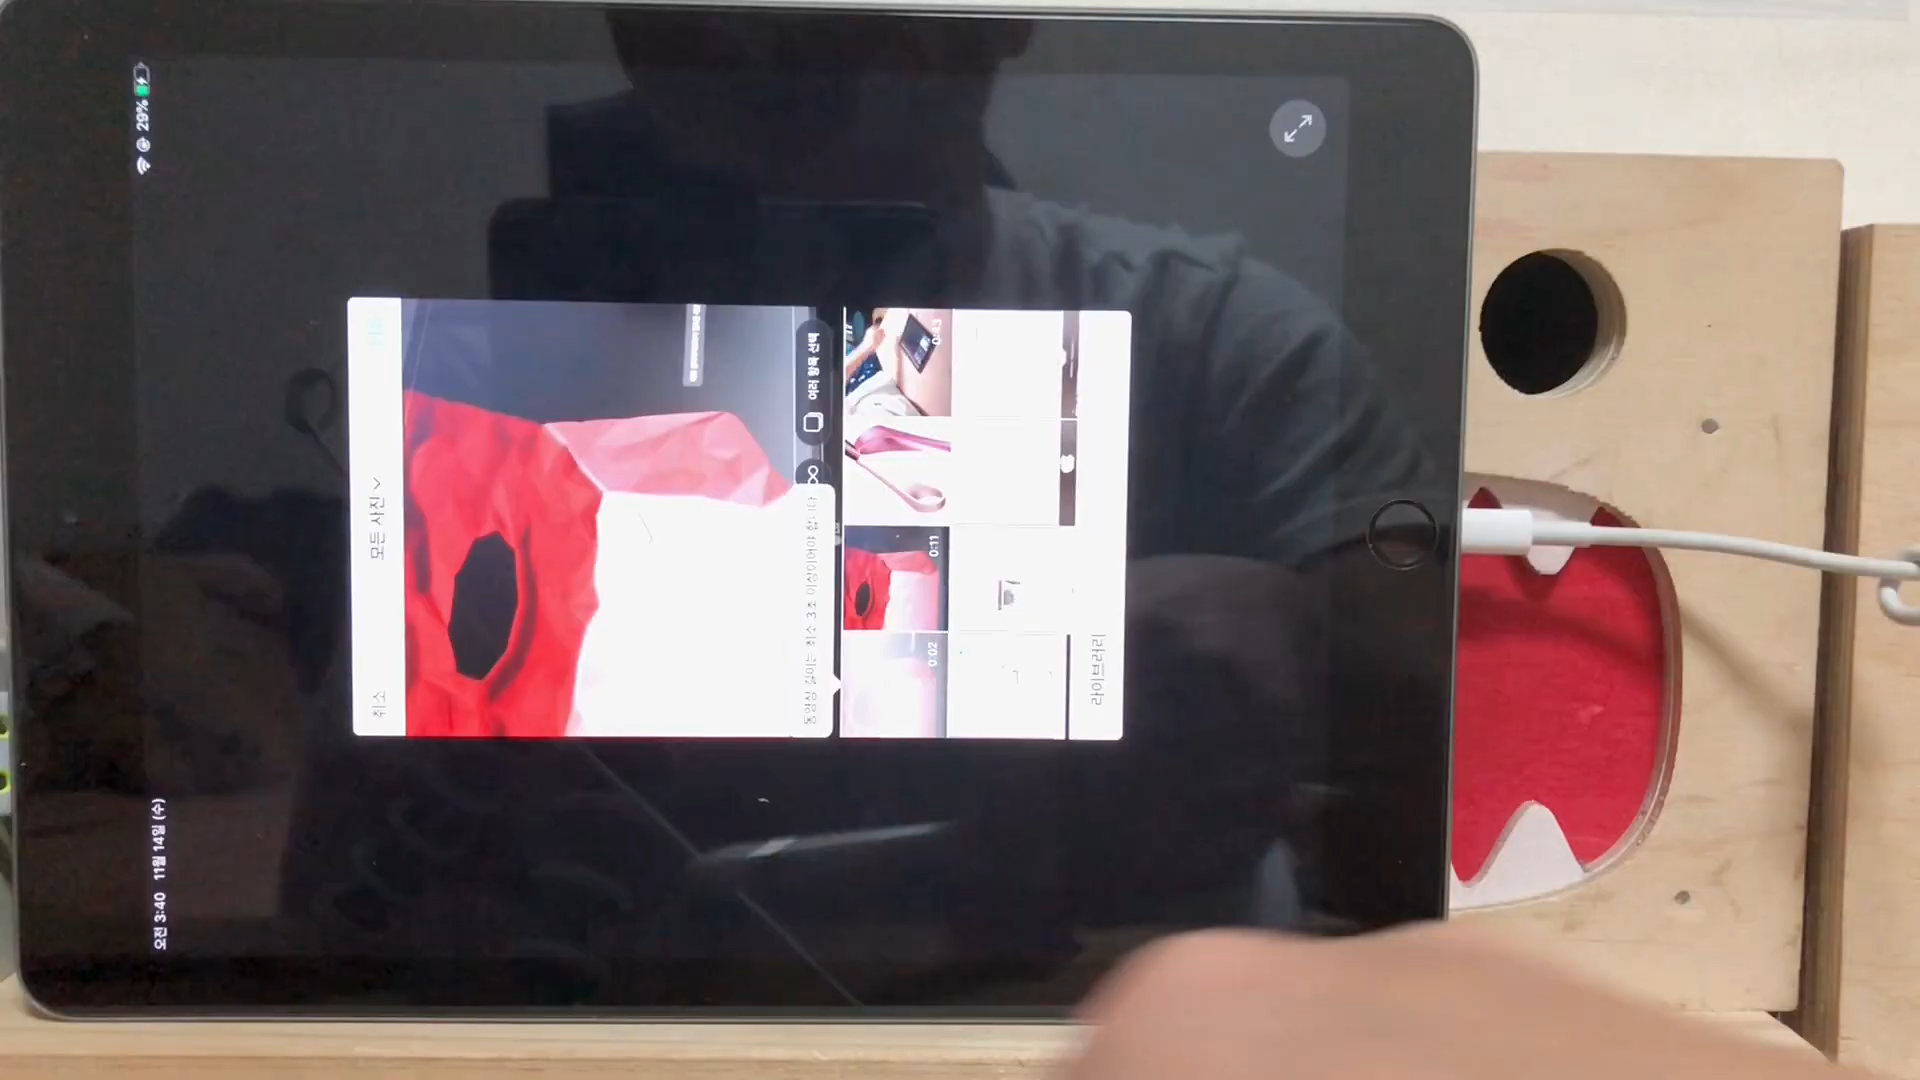 오전 3:40 11월 14일 (수)
29%
취소
모든 사진
여러 항목 선택
동영상 길이는 최소 3초 이상이어야 합니다
0:02
0:11
0:43
라이브러리